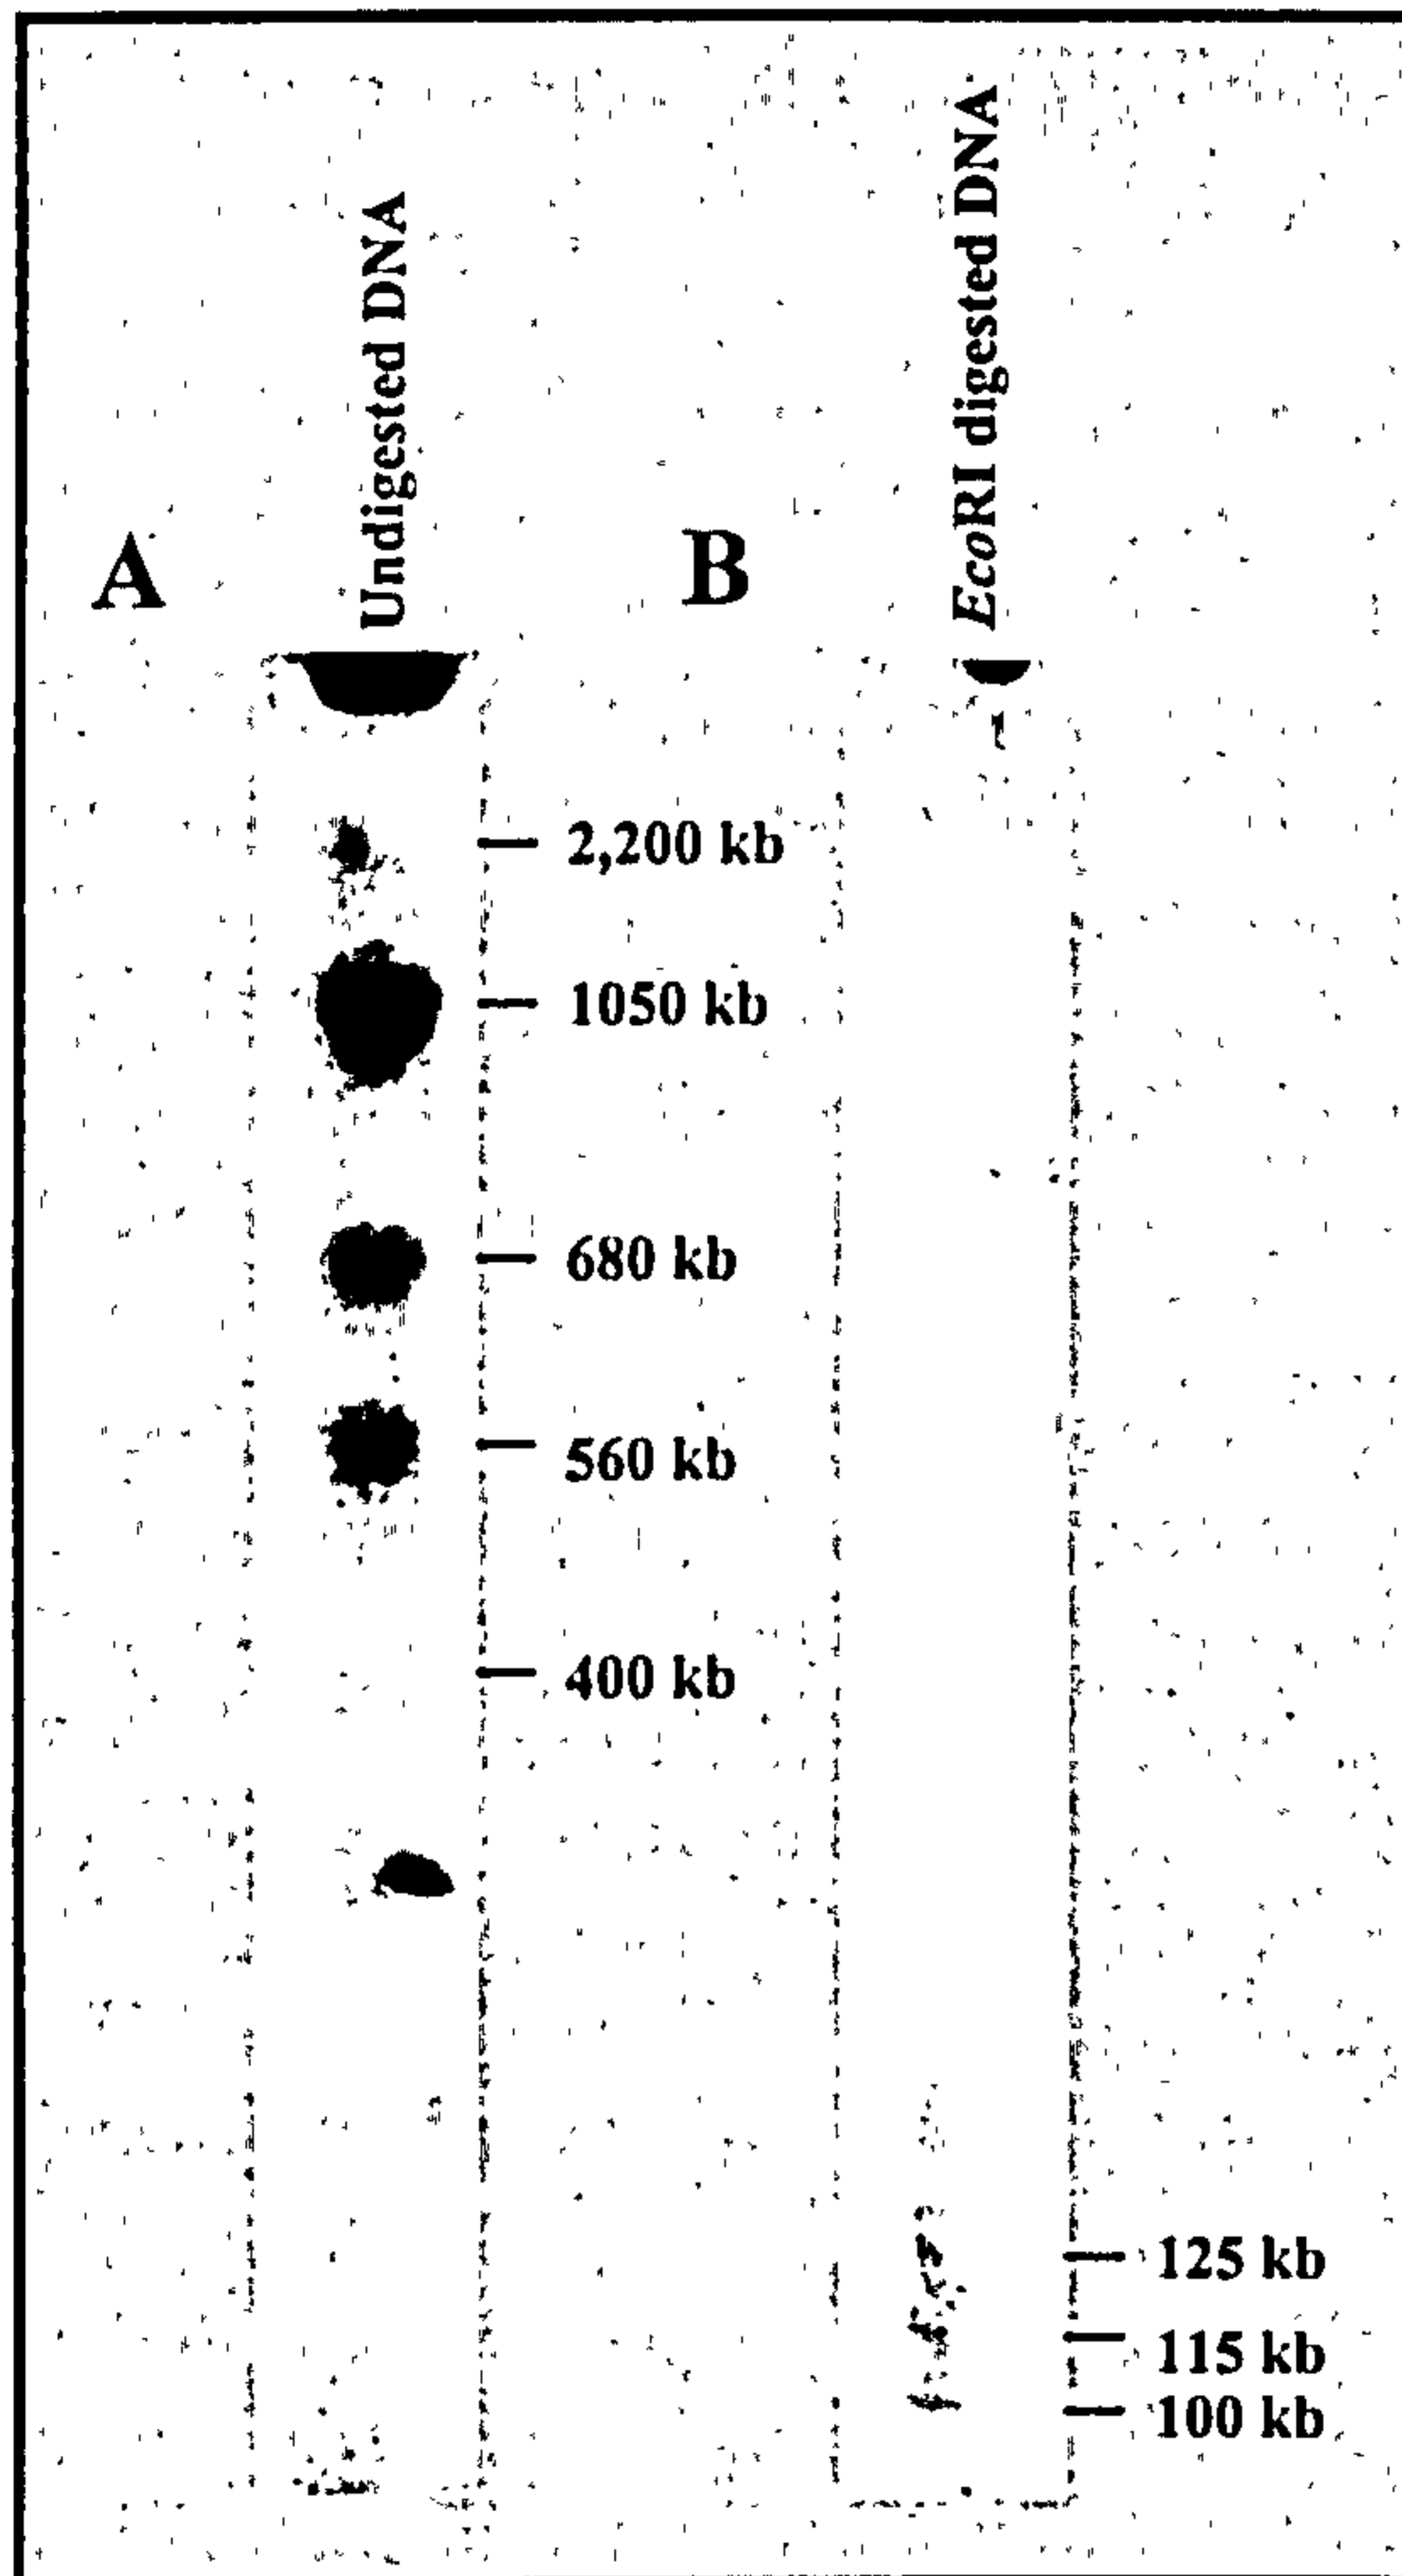 A
Undigested DNA
2,200 kb
1050 kb
680 kb
560 kb
400 kb
B
EcoRI digested DNA
125 kb
115 kb
100 kb